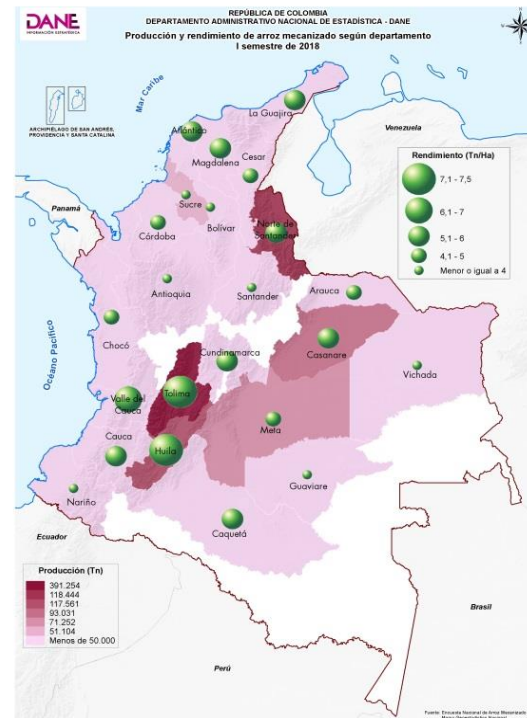 DANE
INFORMACIÓN ESTRATÉGICA
REPÚBLICA DE COLOMBIA
DEPARTAMENTO ADMINISTRATIVO NACIONAL DE ESTADÍSTICA - DANE
Producción y rendimiento de arroz mecanizado según departamento
I semestre de 2018
Mar Caribe
ARCHIPIÉLAGO DE SAN ANDRÉS,
PROVIDENCIA Y SANTA CATALINA
La Guajira
Atlántico
Magdalena
Cesar
Venezuela
Rendimiento (Tn/Ha)
7,1 - 7,5
6,1 - 7
5,1 - 6
4,1 - 5
Menor o igual a 4
Panamá
Sucre
Bolívar
Córdoba
Norte de
Santander
Antioquia
Santander
Arauca
Chocó
Cundinamarca
Casanare
Vichada
Océano Pacífico
Valle del
Cauca
Tolima
Meta
Cauca
Huila
Guaviare
Nariño
Caquetá
Ecuador
Producción (Tn)
391.254
118.444
117.561
93.031
71.252
51.104
Menos de 50.000
Brasil
Perú
Fuente: Encuesta Nacional de Arroz Mecanizado